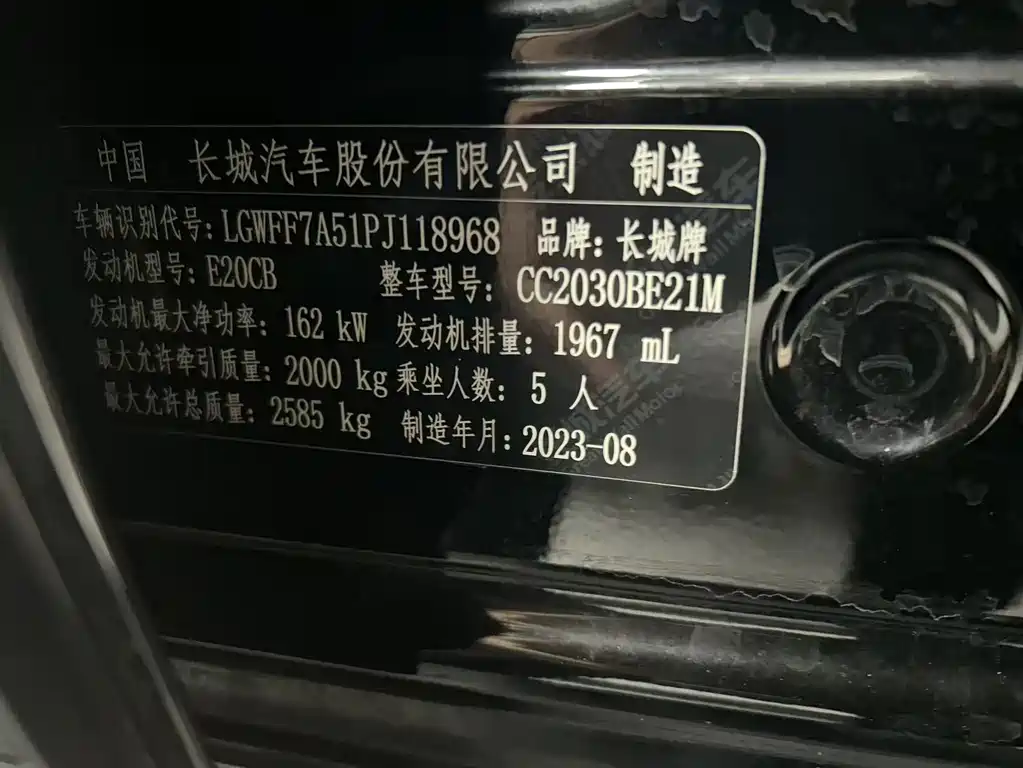 中国 长城汽车股份有限公司 制造
车辆识别代号: LGWFF7A51PJ118968 品牌: 长城牌
发动机型号: E20CB 整车型号: CC2030BE21M
发动机最大净功率: 162 kW 发动机排量: 1967 mL
最大允许牵引质量: 2000 kg 乘坐人数: 5 人
最大允许总质量: 2585 kg 制造年月: 2023-08